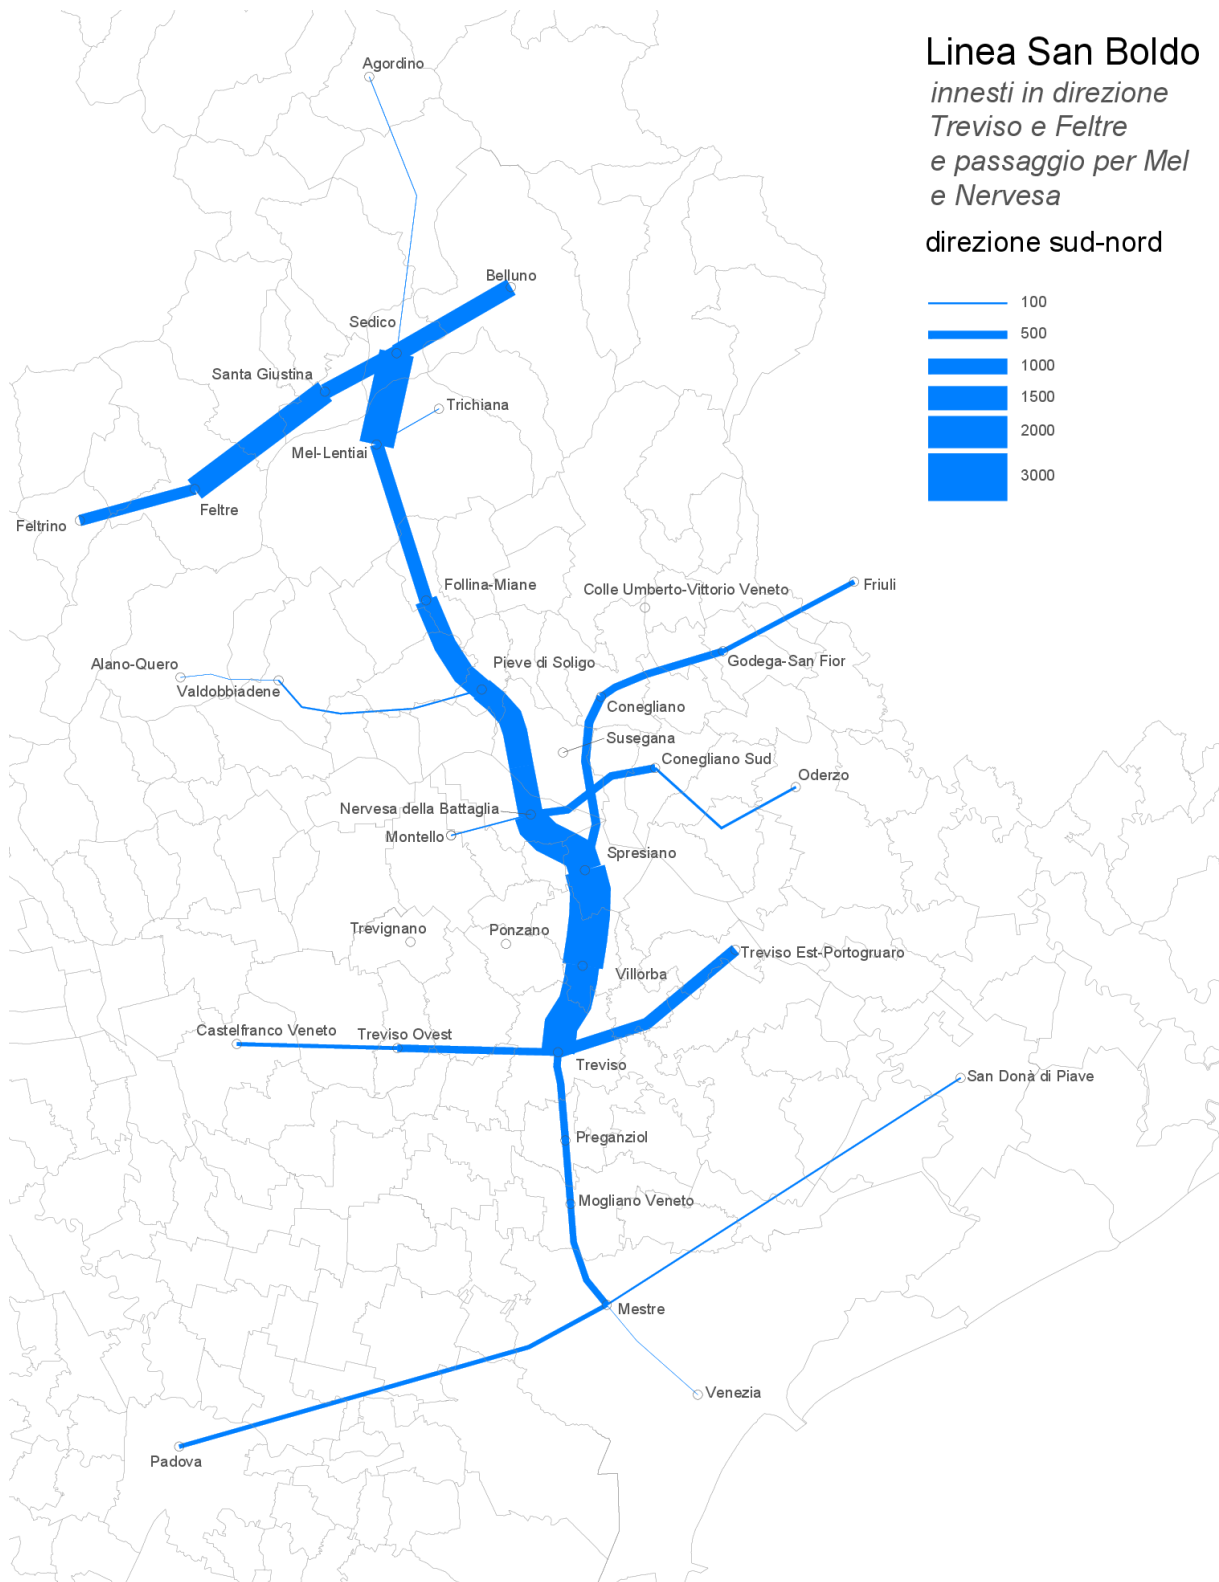 Linea San Boldo
innesti in direzione
Treviso e Feltre
e passaggio per Mel
e Nervesa
direzione sud-nord
100
500
1000
1500
2000
3000
Agordino
Belluno
Sedico
Santa Giustina
Trichiana
Mel-Lentiai
Feltre
Feltrino
Follina-Miane
Colle Umberto-Vittorio Veneto
Friuli
Alano-Quero
Pieve di Soligo
Godega-San Fior
Valdobbiadene
Conegliano
Susegana
Conegliano Sud
Oderzo
Nervesa della Battaglia
Montello
Spresiano
Trevignano
Ponzano
Treviso Est-Portogruaro
Villorba
Castelfranco Veneto
Treviso Ovest
Treviso
San Donà di Piave
Preganziol
Mogliano Veneto
Mestre
Venezia
Padova